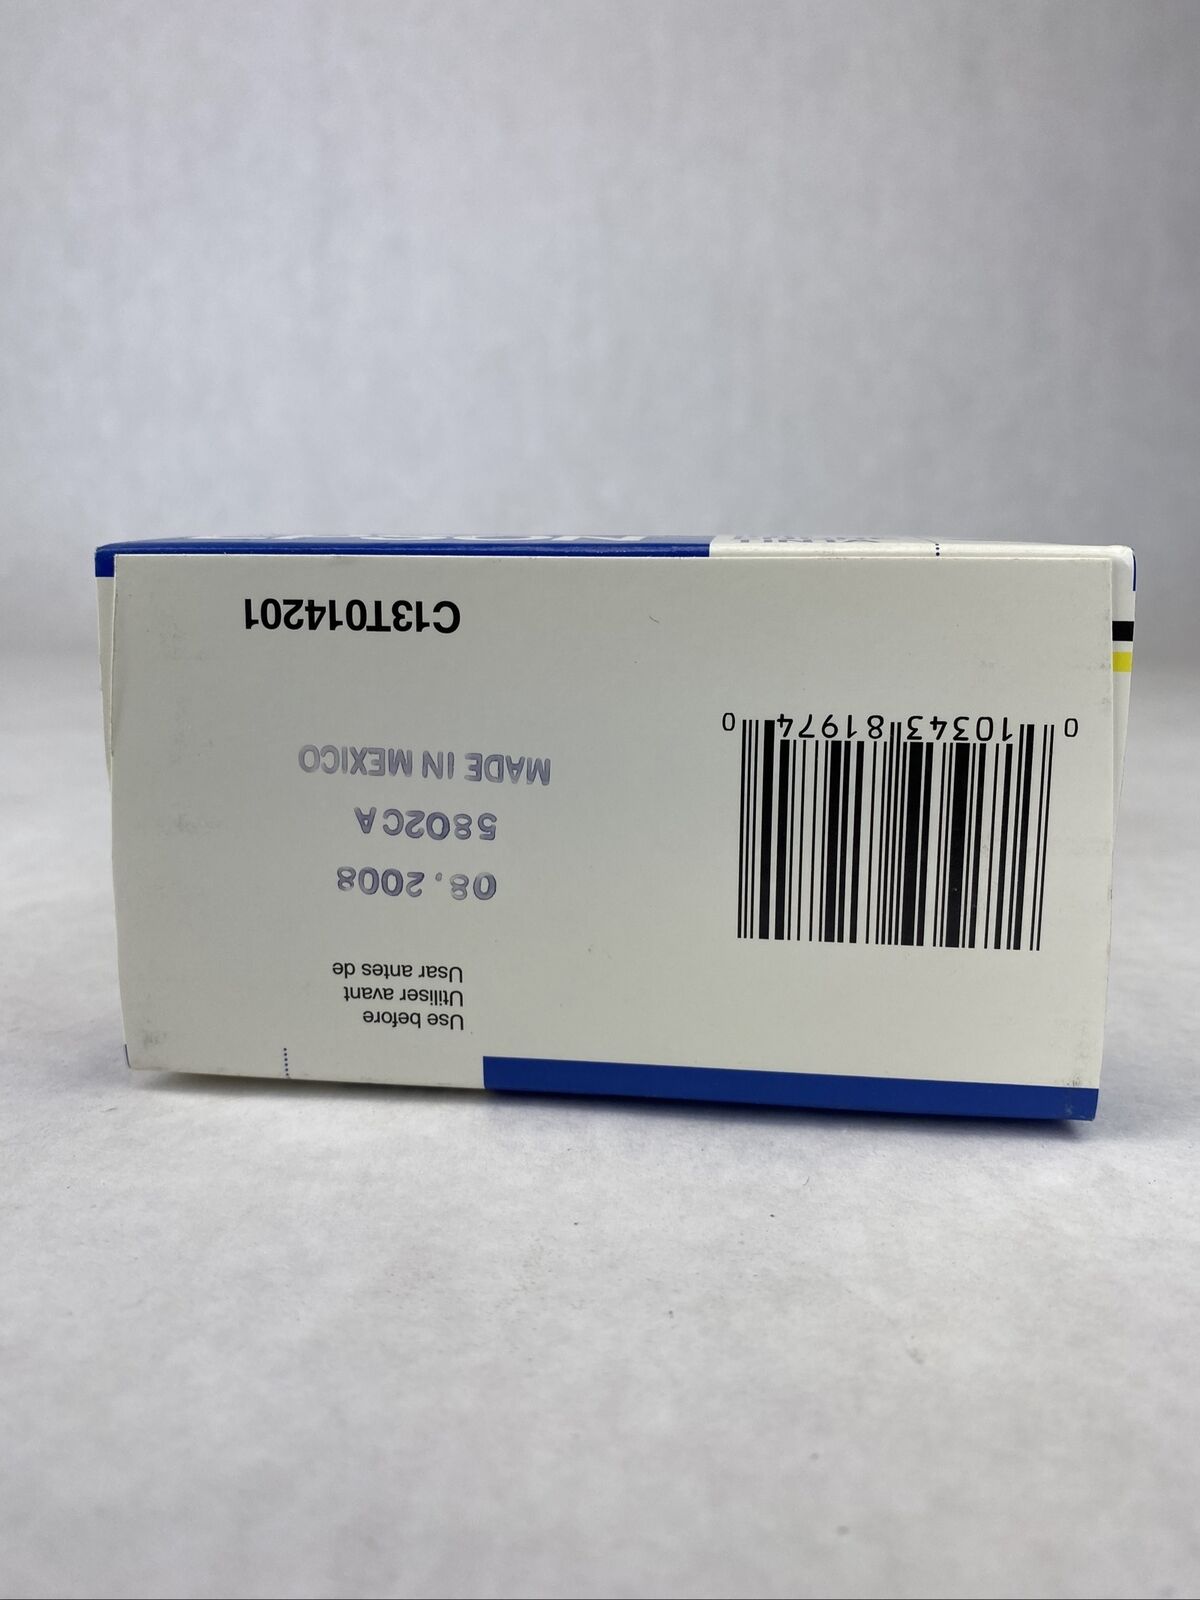 Use before
Utiliser avant
Usar antes de
08.2008
5802CA
MADE IN MEXICO
C13T014201
0 10343 81974 0